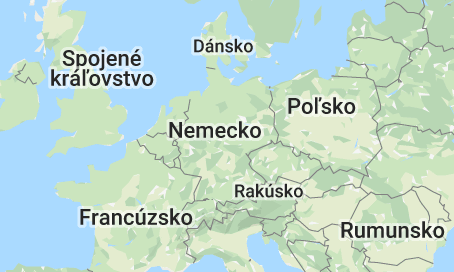 Dánsko
Spojené
kráľovstvo
Poľsko
Nemecko
Rakúsko
Francúzsko
Rumunsko